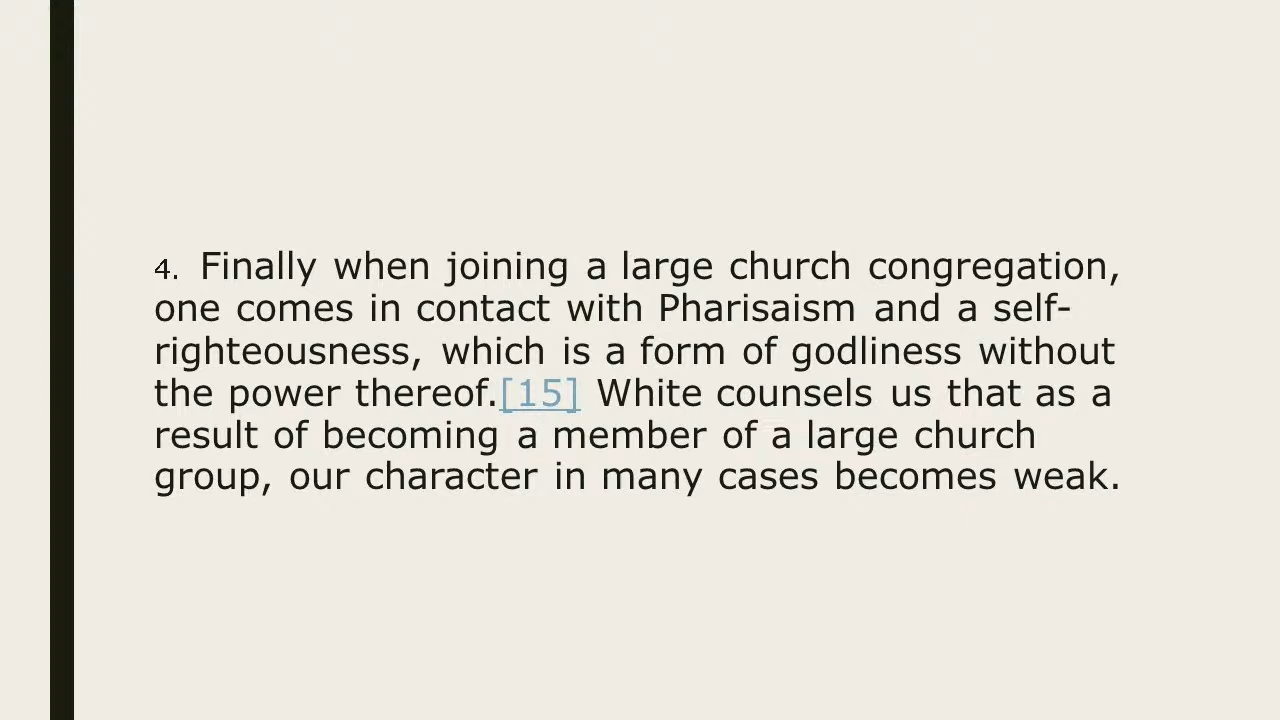 4. Finally when joining a large church congregation,
one comes in contact with Pharisaism and a self-
righteousness, which is a form of godliness without
the power thereof.[15] White counsels us that as a
result of becoming a member of a large church
group, our character in many cases becomes weak.